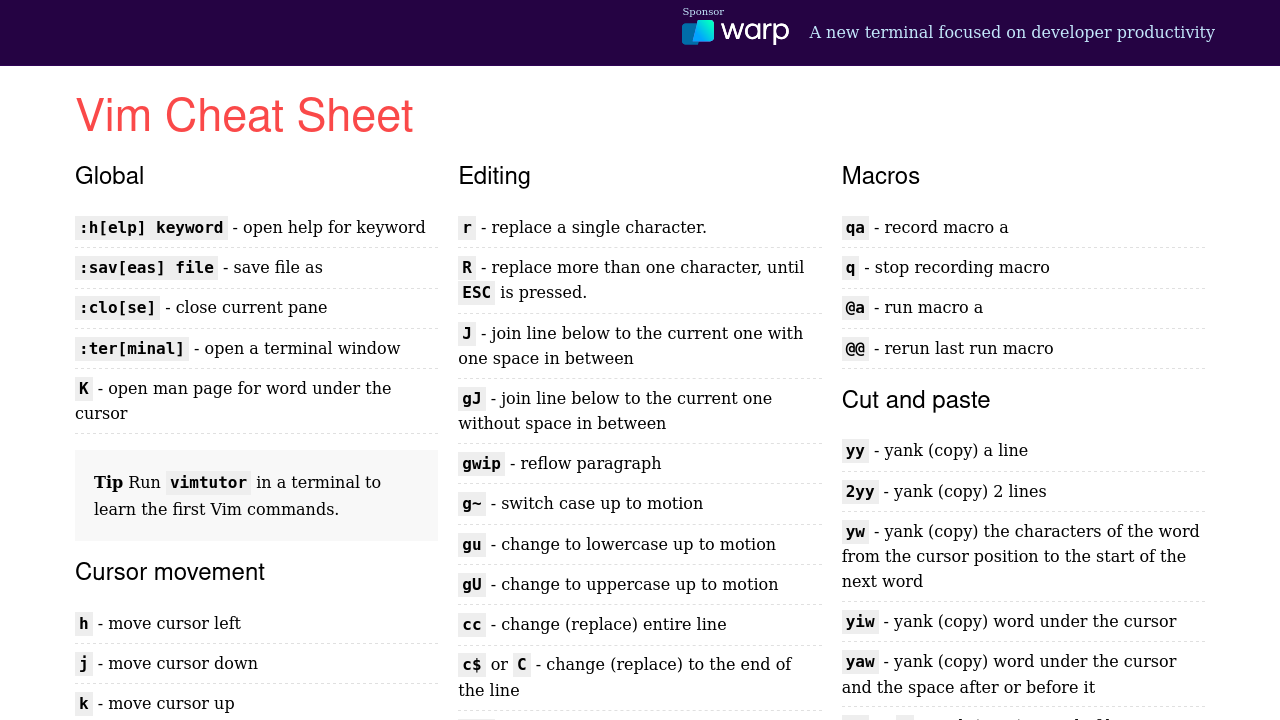 Sponsor
warp
A new terminal focused on developer productivity
Vim Cheat Sheet
Global
:h[elp] keyword - open help for keyword
:sav[eas] file - save file as
:clo[se] - close current pane
:ter[minal] - open a terminal window
K - open man page for word under the
cursor
Tip Run vimtutor in a terminal to
learn the first Vim commands.
Cursor movement
h - move cursor left
j - move cursor down
k - move cursor up
Editing
r - replace a single character.
R - replace more than one character, until
ESC is pressed.
J - join line below to the current one with
one space in between
gJ - join line below to the current one
without space in between
gwip - reflow paragraph
g~ - switch case up to motion
gu - change to lowercase up to motion
gU - change to uppercase up to motion
cc - change (replace) entire line
c$ or C - change (replace) to the end of
the line
Macros
qa - record macro a
q - stop recording macro
@a - run macro a
@@ - rerun last run macro
Cut and paste
yy - yank (copy) a line
2yy - yank (copy) 2 lines
yw - yank (copy) the characters of the word
from the cursor position to the start of the
next word
yiw - yank (copy) word under the cursor
yaw - yank (copy) word under the cursor
and the space after or before it